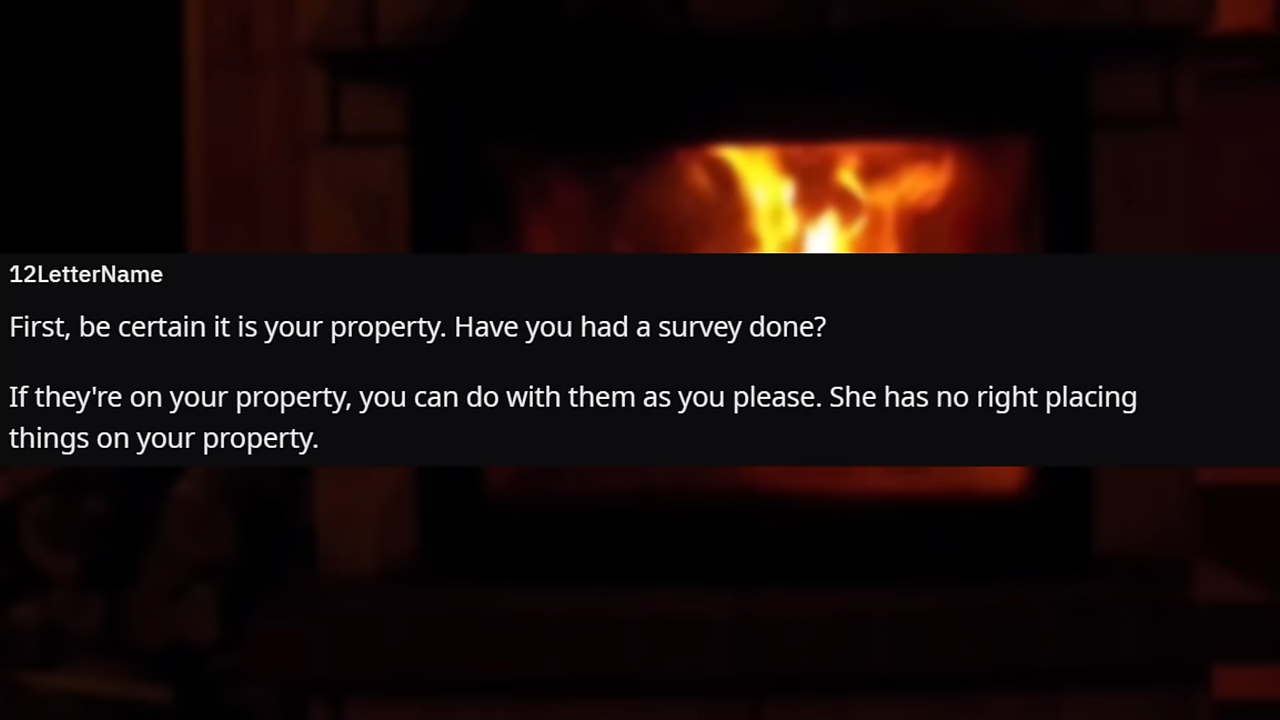 12LetterName
First, be certain it is your property. Have you had a survey done?
If they're on your property, you can do with them as you please. She has no right placing
things on your property.